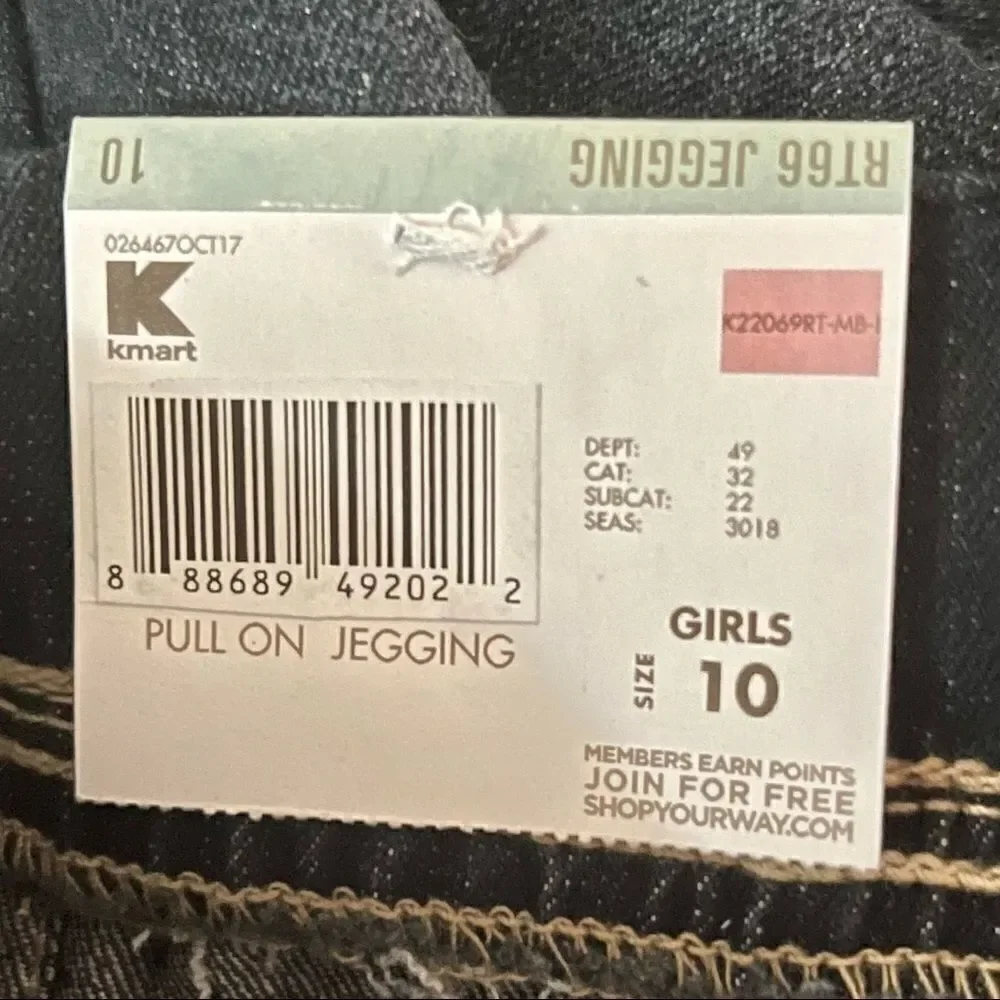 RT66 JEGGING 10
026467OCT17
K
kmart
K22069RT-MB-I
8 88689 49202 2
PULL ON JEGGING
DEPT: 49
CAT: 32
SUBCAT: 22
SEAS: 3018
GIRLS
SIZE 10
MEMBERS EARN POINTS
JOIN FOR FREE
SHOPYOURWAY.COM